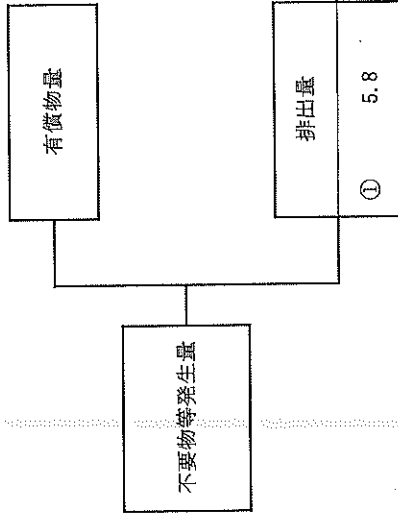 不要物等発生量
有償物量
排出量
① 5.8